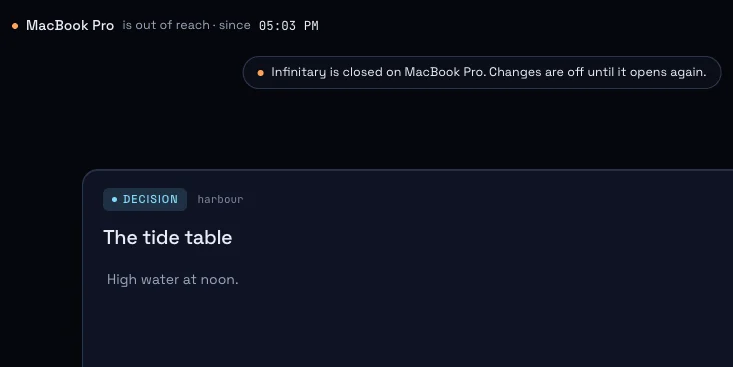 MacBook Pro is out of reach · since 05:03 PM
Infinitary is closed on MacBook Pro. Changes are off until it opens again.
DECISION harbour
The tide table
High water at noon.